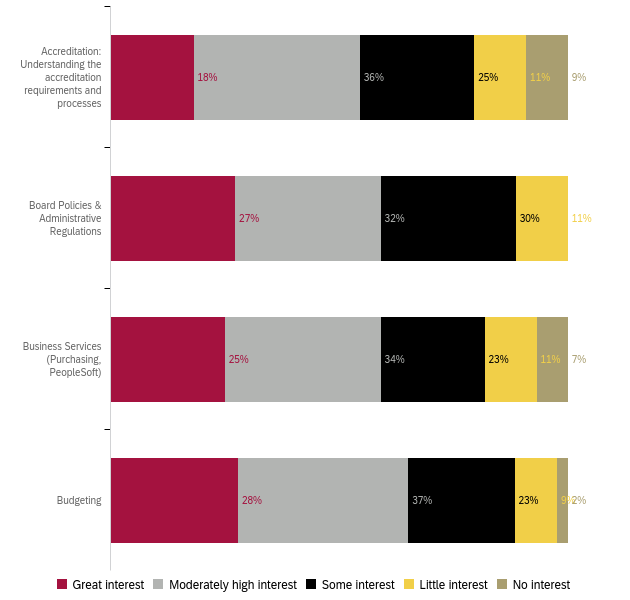 Accreditation:
Understanding the
accreditation
requirements and
processes
18%
36%
25%
11%
9%
Board Policies &
Administrative
Regulations
27%
32%
30%
11%
Business Services
(Purchasing,
PeopleSoft)
25%
34%
23%
11%
7%
Budgeting
28%
37%
23%
9%
2%
Great interest
Moderately high interest
Some interest
Little interest
No interest